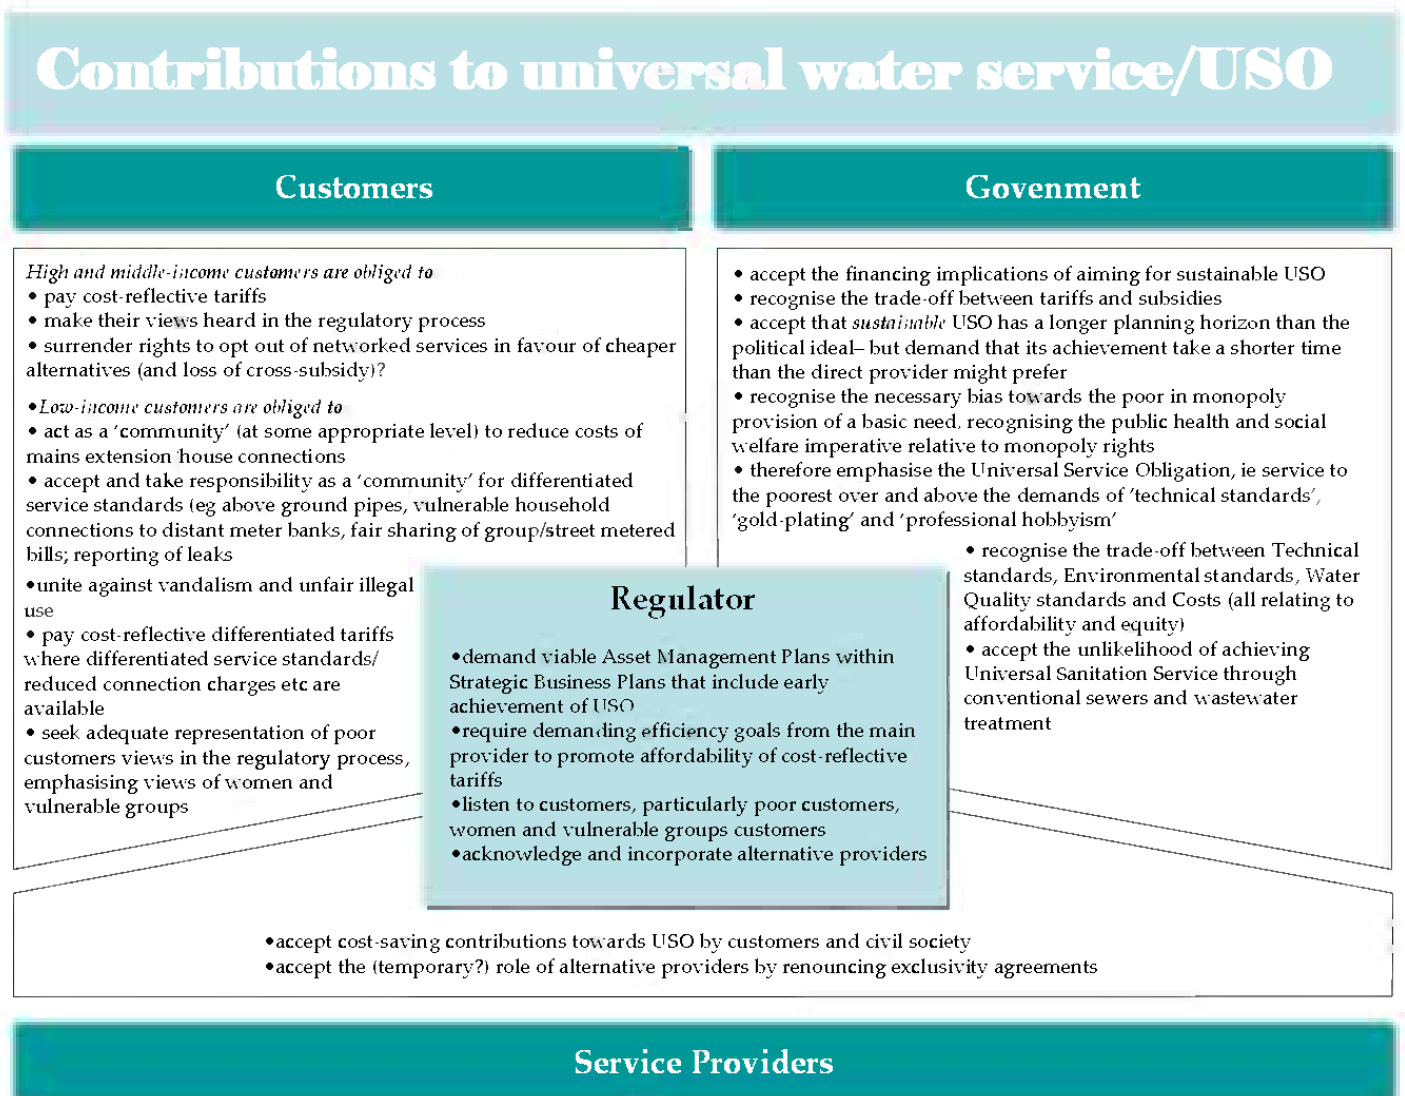 Contributions to universal water service/USO
Customers
High and middle-income customers are obliged to
• pay cost-reflective tariffs
• make their views heard in the regulatory process
• surrender rights to opt out of networked services in favour of cheaper
alternatives (and loss of cross-subsidy)?
•Low-income customers are obliged to
• act as a ‘community’ (at some appropriate level) to reduce costs of
mains extension house connections
• accept and take responsibility as a ‘community’ for differentiated
service standards (eg above ground pipes, vulnerable household
connections to distant meter banks, fair sharing of group/street metered
bills; reporting of leaks
•unite against vandalism and unfair illegal
use
• pay cost-reflective differentiated tariffs
where differentiated service standards/
reduced connection charges etc are
available
• seek adequate representation of poor
customers views in the regulatory process,
emphasising views of women and
vulnerable groups
Govenment
• accept the financing implications of aiming for sustainable USO
• recognise the trade-off between tariffs and subsidies
• accept that sustainable USO has a longer planning horizon than the
political ideal– but demand that its achievement take a shorter time
than the direct provider might prefer
• recognise the necessary bias towards the poor in monopoly
provision of a basic need, recognising the public health and social
welfare imperative relative to monopoly rights
• therefore emphasise the Universal Service Obligation, ie service to
the poorest over and above the demands of ‘technical standards’,
‘gold-plating’ and ‘professional hobbyism’
• recognise the trade-off between Technical
standards, Environmental standards, Water
Quality standards and Costs (all relating to
affordability and equity)
• accept the unlikelihood of achieving
Universal Sanitation Service through
conventional sewers and wastewater
treatment
Regulator
•demand viable Asset Management Plans within
Strategic Business Plans that include early
achievement of USO
•require demanding efficiency goals from the main
provider to promote affordability of cost-reflective
tariffs
•listen to customers, particularly poor customers,
women and vulnerable groups customers
•acknowledge and incorporate alternative providers
•accept cost-saving contributions towards USO by customers and civil society
•accept the (temporary?) role of alternative providers by renouncing exclusivity agreements
Service Providers